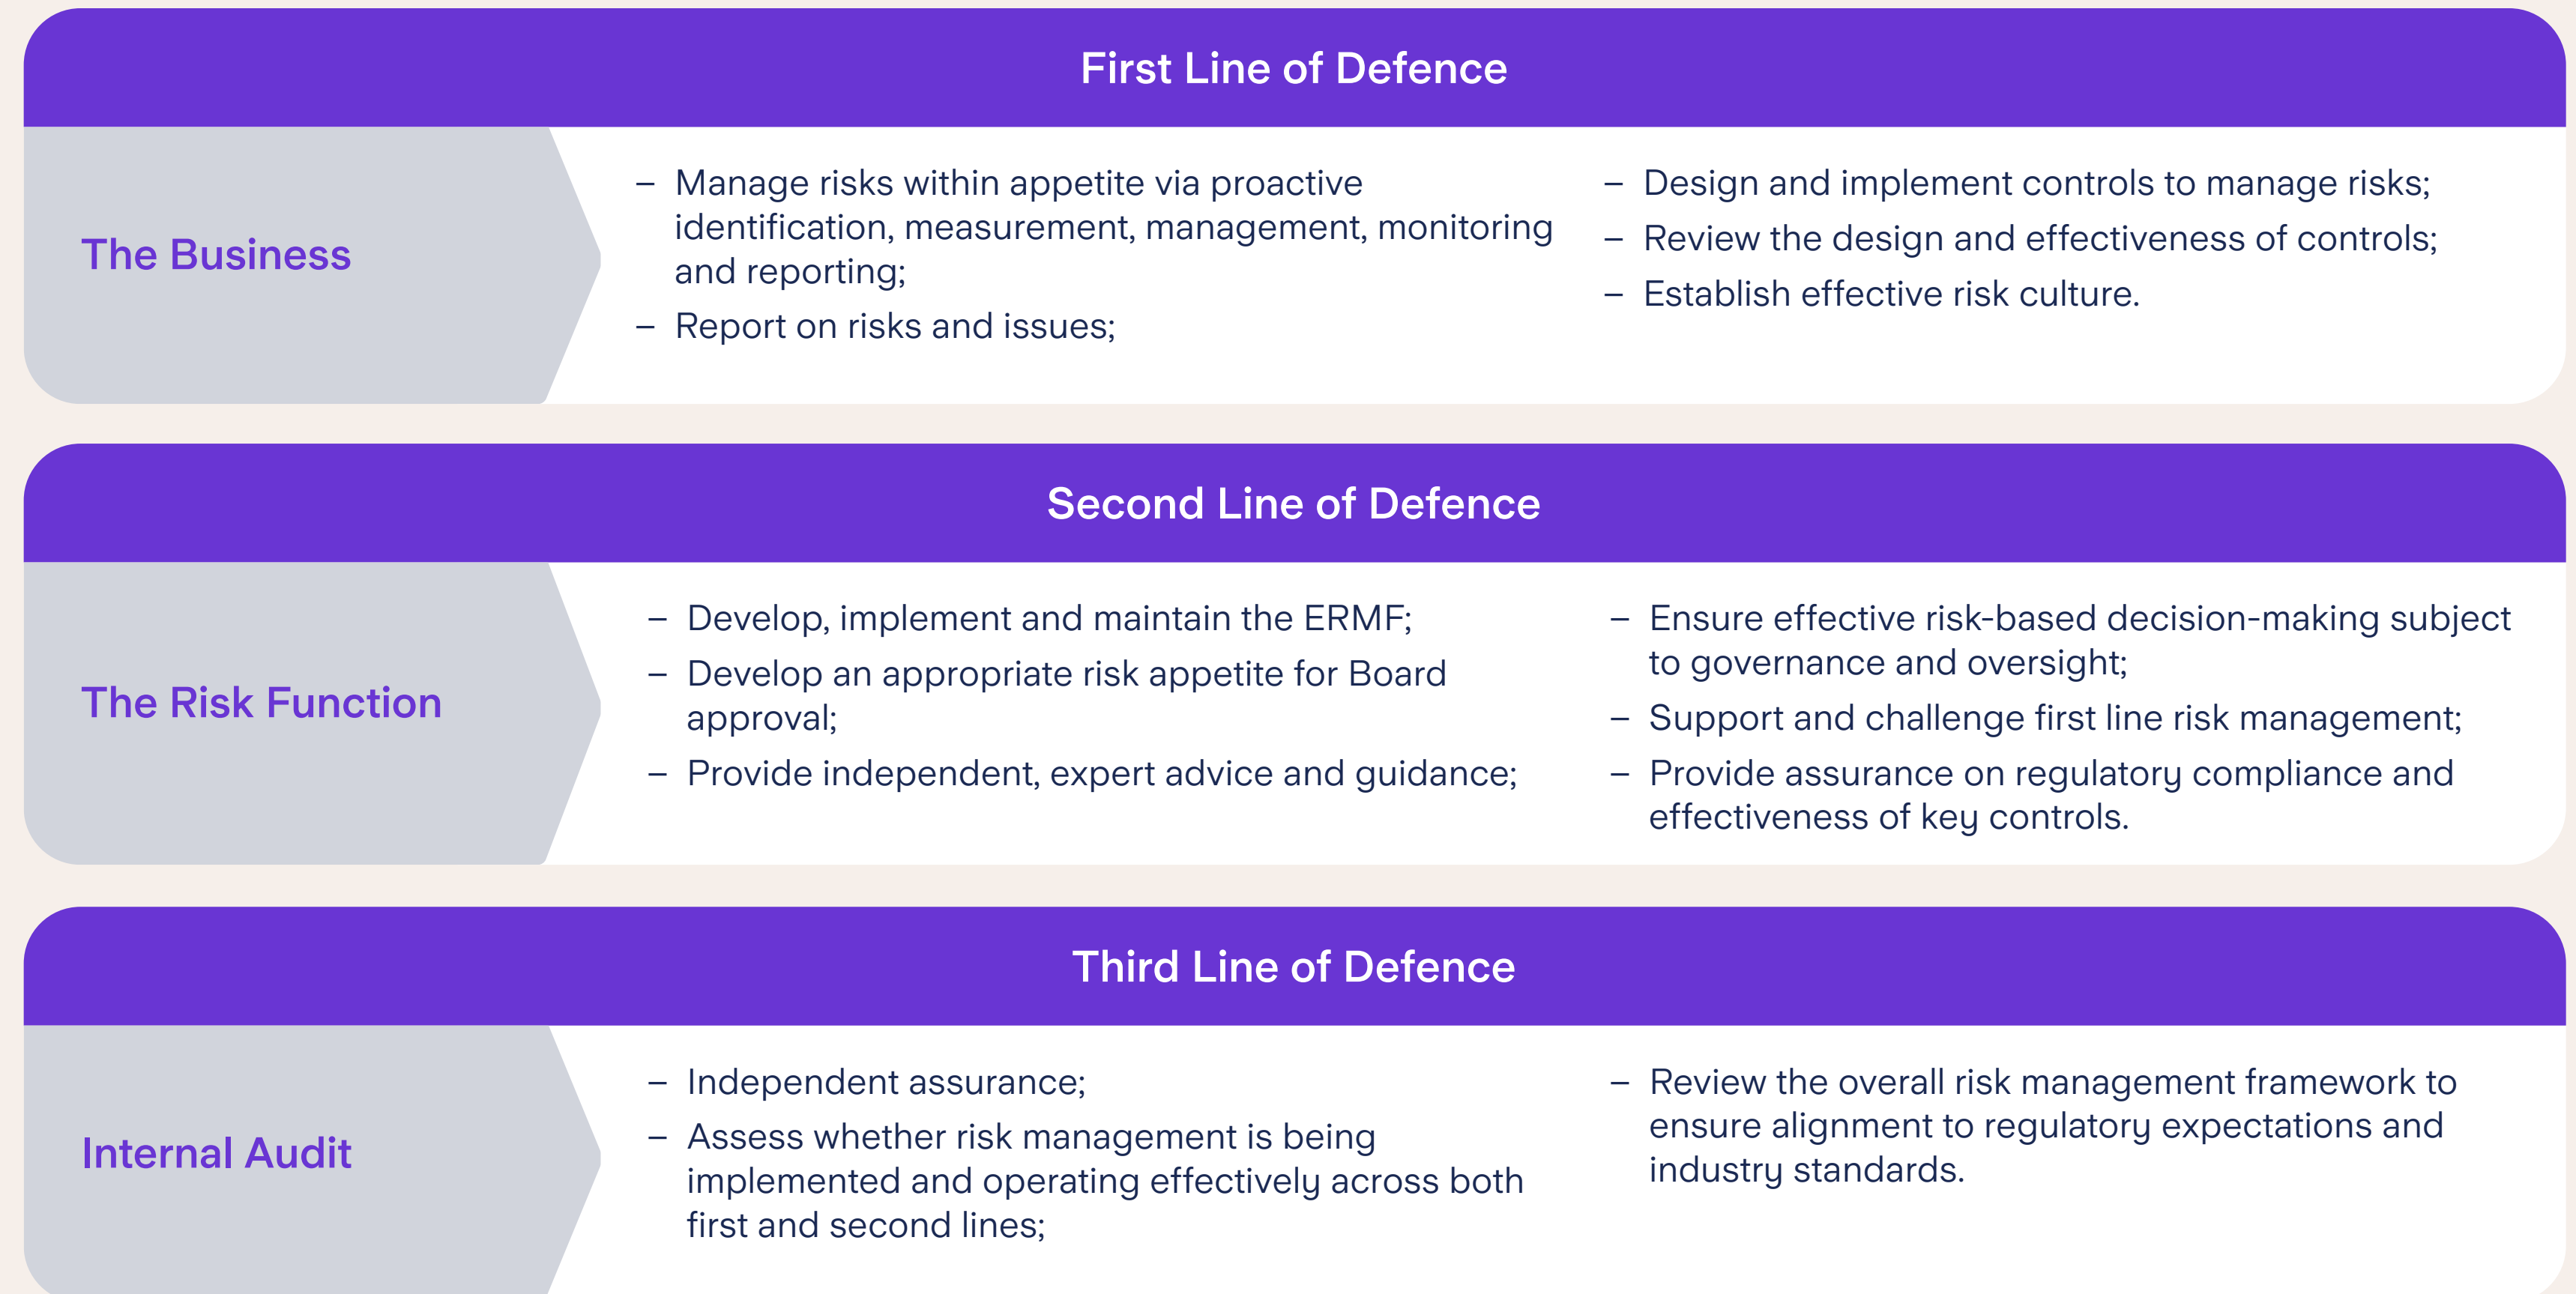 First Line of Defence
The Business
– Manage risks within appetite via proactive
identification, measurement, management, monitoring
and reporting;
– Report on risks and issues;
– Design and implement controls to manage risks;
– Review the design and effectiveness of controls;
– Establish effective risk culture.
Second Line of Defence
The Risk Function
– Develop, implement and maintain the ERMF;
– Develop an appropriate risk appetite for Board
approval;
– Provide independent, expert advice and guidance;
– Ensure effective risk-based decision-making subject
to governance and oversight;
– Support and challenge first line risk management;
– Provide assurance on regulatory compliance and
effectiveness of key controls.
Third Line of Defence
Internal Audit
– Independent assurance;
– Assess whether risk management is being
implemented and operating effectively across both
first and second lines;
– Review the overall risk management framework to
ensure alignment to regulatory expectations and
industry standards.